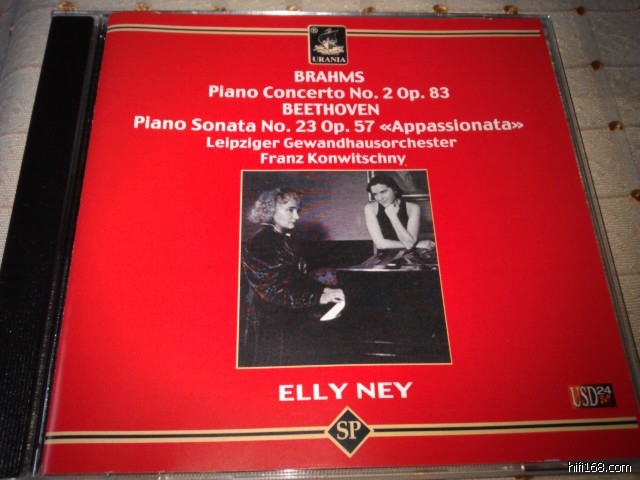 ®
URANIA
BRAHMS
Piano Concerto No. 2 Op. 83
BEETHOVEN
Piano Sonata No. 23 Op. 57 «Appassionata»
Leipziger Gewandhausorchester
Franz Konwitschny
ELLY NEY
USD24
SP
hifi168.com